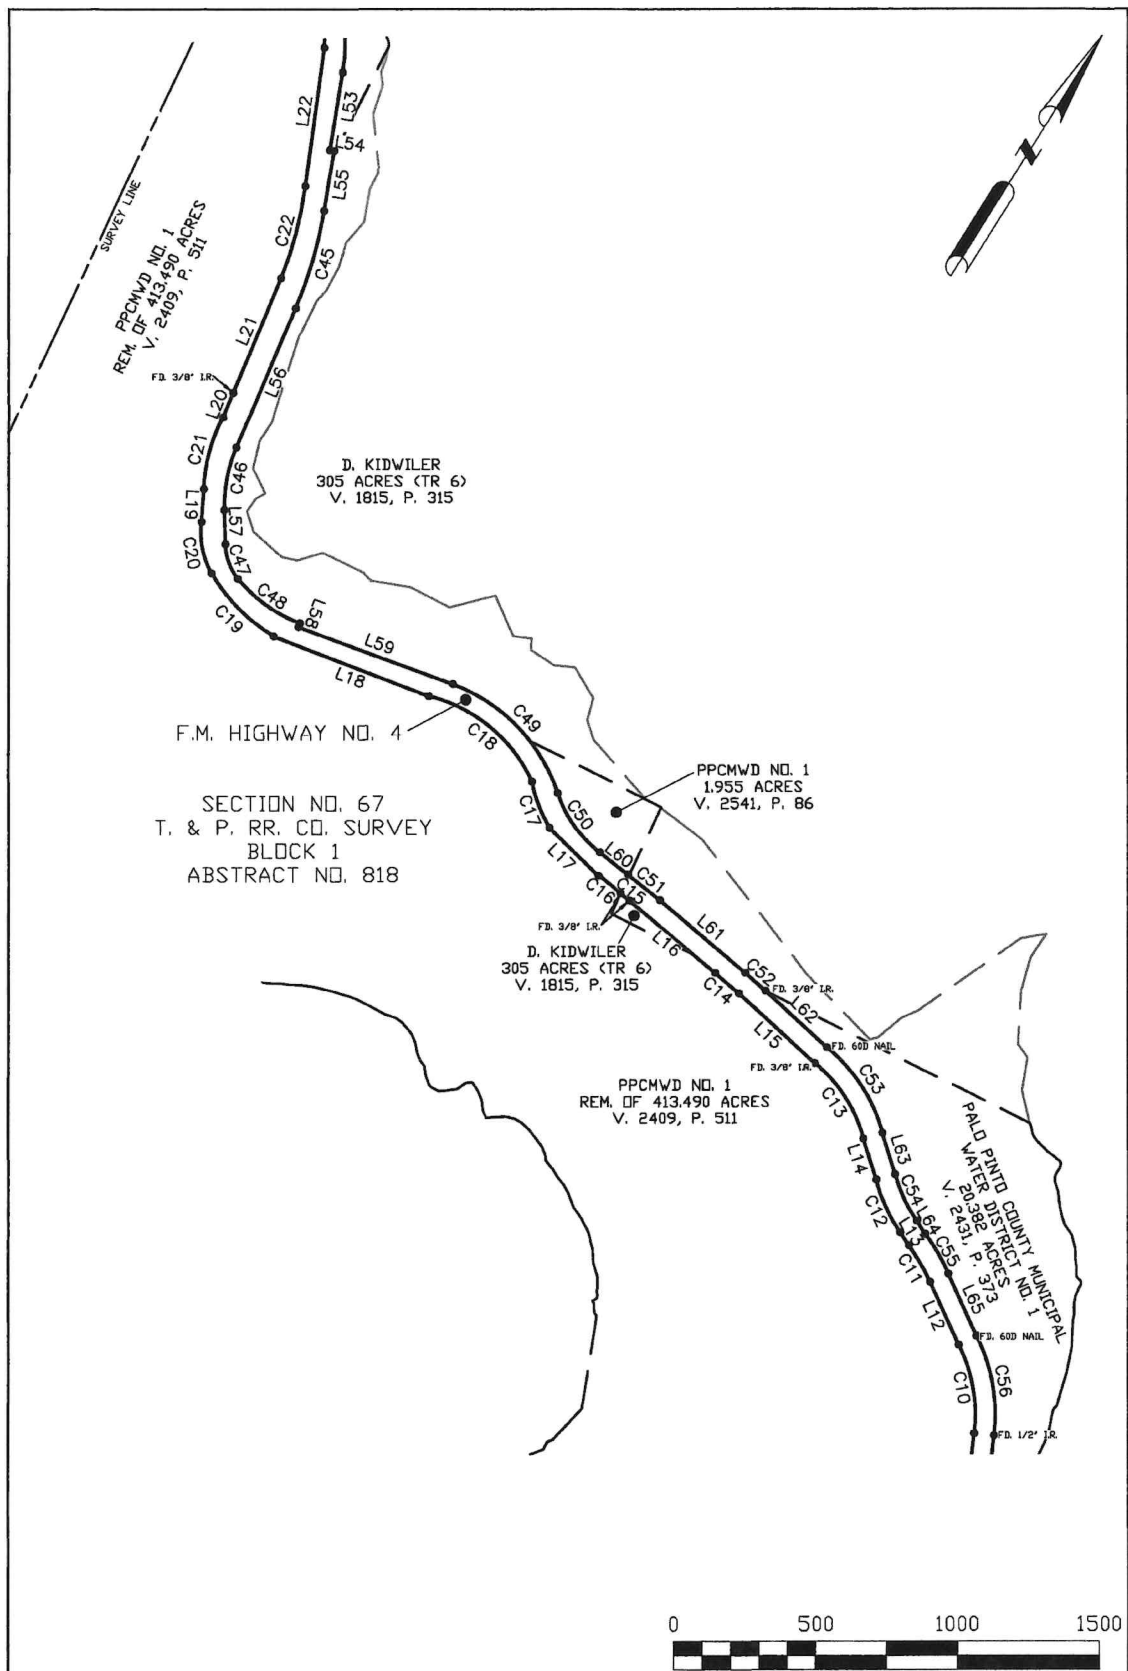 L22
L53
L54
L55
C22
C45
SURVEY LINE
PPCMWD NO. 1
REM. OF 413.490 ACRES
V. 2409, P. 511
N
L21
L56
FD. 3/8" I.R.
L20
C21
C46
L19
L57
C20
C47
D. KIDWILER
305 ACRES (TR 6)
V. 1815, P. 315
C48
L58
C19
L59
L18
C49
C18
F.M. HIGHWAY NO. 4
SECTION NO. 67
T. & P. RR. CO. SURVEY
BLOCK 1
ABSTRACT NO. 818
PPCMWD NO. 1
1.955 ACRES
V. 2541, P. 86
C17
C50
L17
L60
C16
C15
C51
FD. 3/8" I.R.
L16
L61
D. KIDWILER
305 ACRES (TR 6)
V. 1815, P. 315
C14
C52
FD. 3/8" I.R.
L62
L15
FD. 60D NAIL
FD. 3/8" I.R.
C53
C13
PPCMWD NO. 1
REM. OF 413.490 ACRES
V. 2409, P. 511
L14
L63
C12
C54
L13
L64
C11
C55
L12
L65
PALO PINTO COUNTY MUNICIPAL
WATER DISTRICT NO. 1
20.382 ACRES
V. 2431, P. 373
FD. 60D NAIL
C10
C56
FD. 1/2" I.R.
0 500 1000 1500